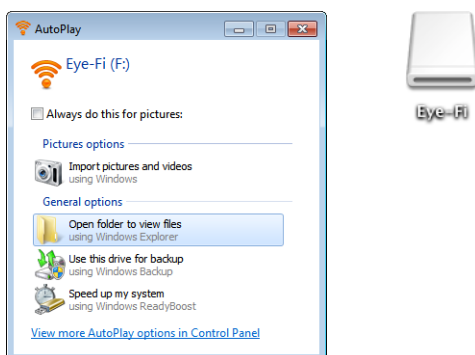 AutoPlay
Eye-Fi (F:)
Always do this for pictures:
Pictures options
Import pictures and videos
using Windows
General options
Open folder to view files
using Windows Explorer
Use this drive for backup
using Windows Backup
Speed up my system
using Windows ReadyBoost
View more AutoPlay options in Control Panel
Eye-Fi